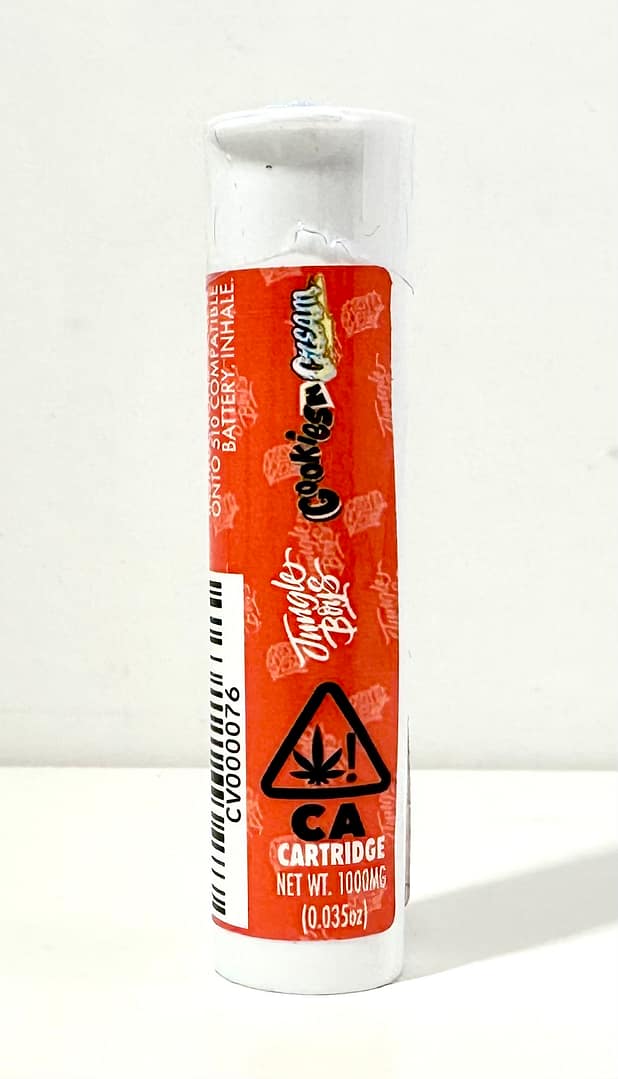 ONTO 510 COMPATIBLE
BATTERY, INHALE.
Cookies n Cream
Jungle
Boys
CV000076
!
CA
CARTRIDGE
NET WT. 1000MG
(0.035oz)